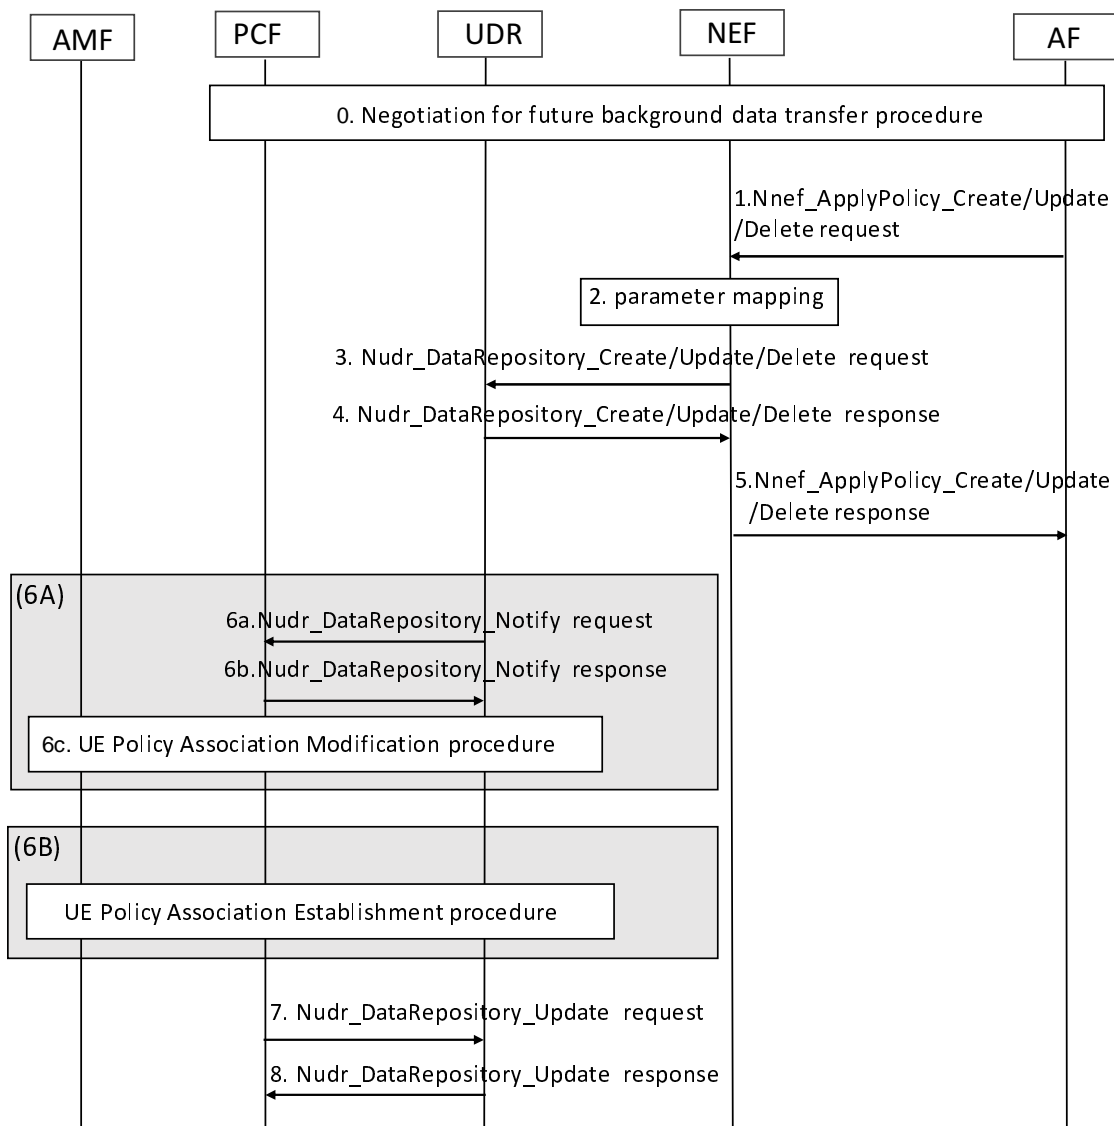 AMF
PCF
UDR
NEF
AF
0. Negotiation for future background data transfer procedure
1.Nnef_ApplyPolicy_Create/Update
/Delete request
2. parameter mapping
3. Nudr_DataRepository_Create/Update/Delete request
4. Nudr_DataRepository_Create/Update/Delete response
5.Nnef_ApplyPolicy_Create/Update
/Delete response
(6A)
6a.Nudr_DataRepository_Notify request
6b.Nudr_DataRepository_Notify response
6c. UE Policy Association Modification procedure
(6B)
UE Policy Association Establishment procedure
7. Nudr_DataRepository_Update request
8. Nudr_DataRepository_Update response